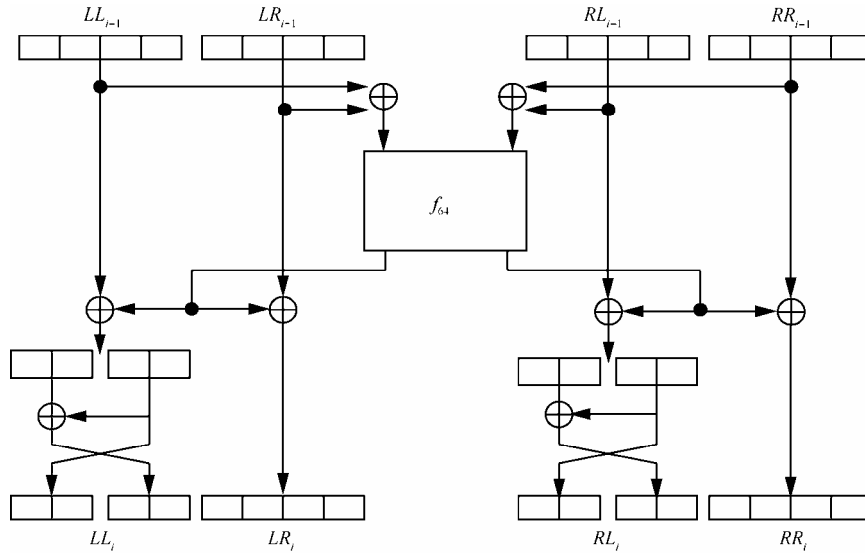 LL_{i-1} LR_{i-1} RL_{i-1} RR_{i-1}
f_{64}
LL_i LR_i RL_i RR_i